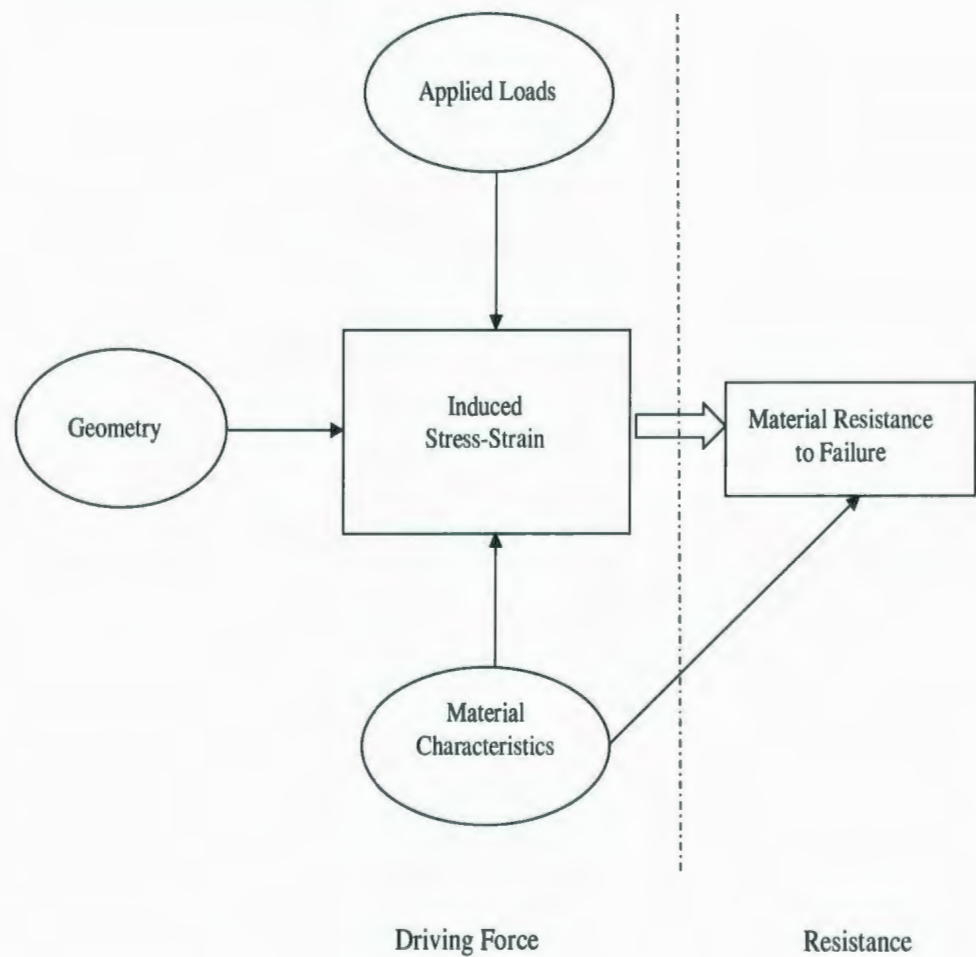 Applied Loads
Geometry
Induced
Stress-Strain
Material Resistance
to Failure
Material
Characteristics
Driving Force
Resistance